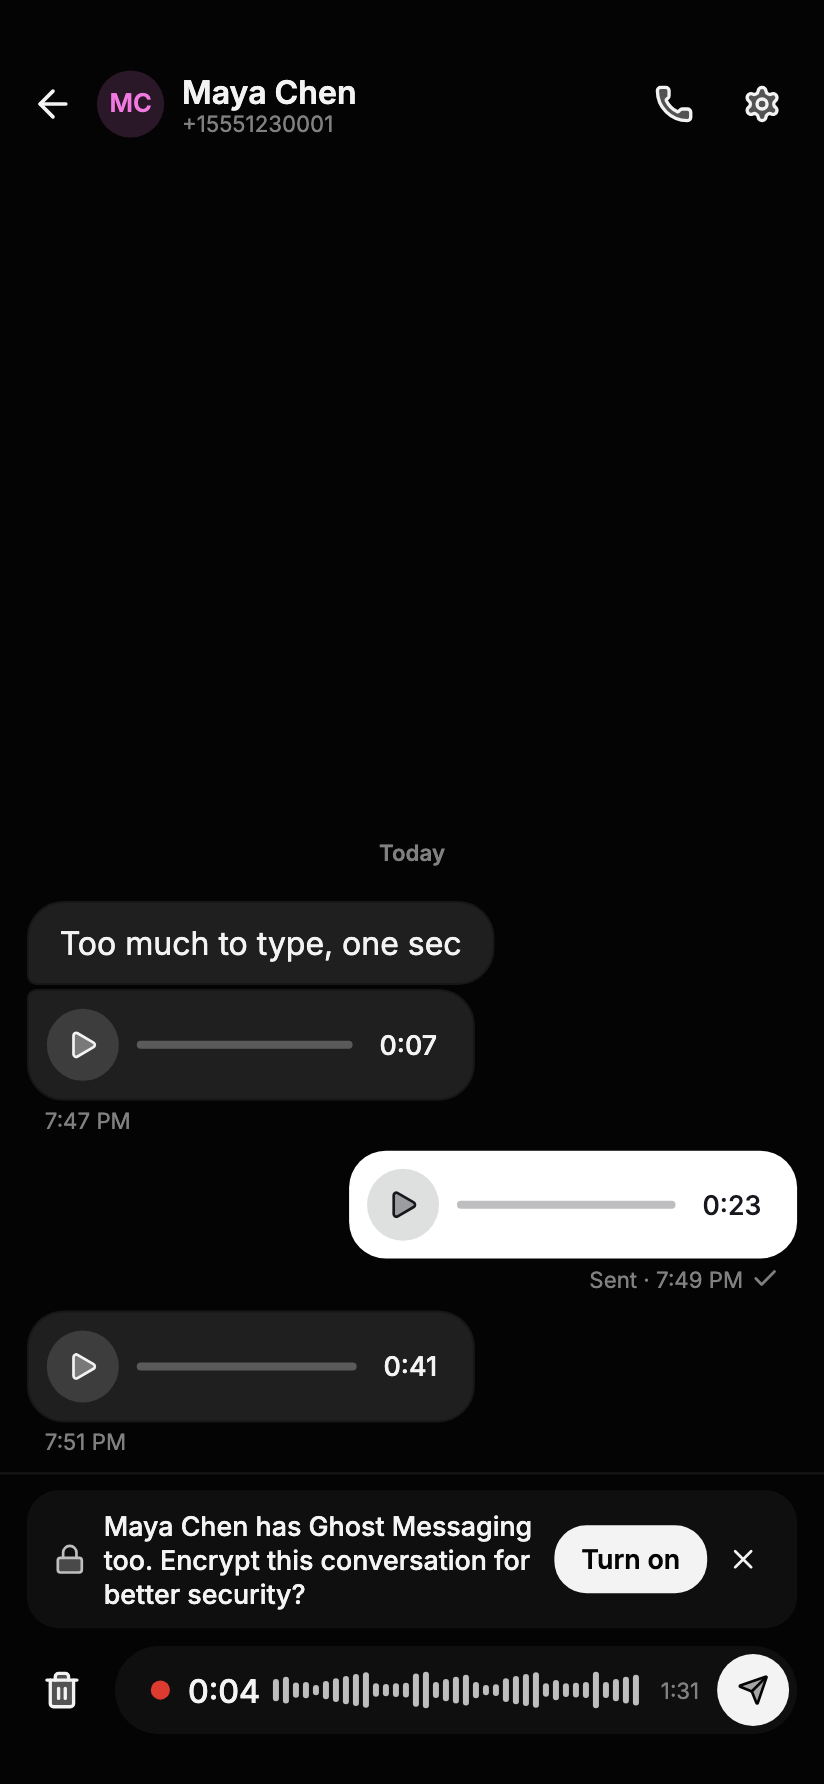 MC
Maya Chen
+15551230001
Today
Too much to type, one sec
0:07
7:47 PM
0:23
Sent · 7:49 PM
0:41
7:51 PM
Maya Chen has Ghost Messaging
too. Encrypt this conversation for
better security?
Turn on
0:04
1:31